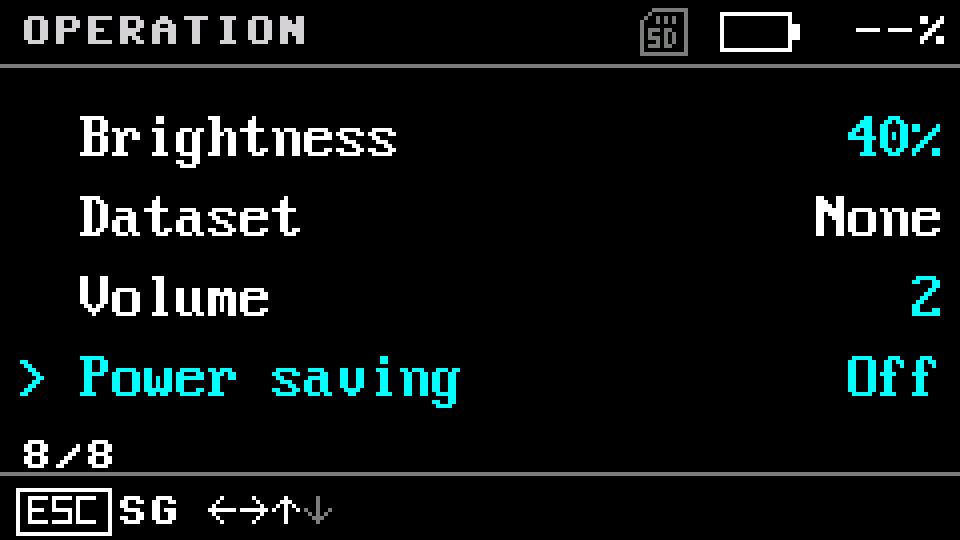 OPERATION SD --%
Brightness 40%
Dataset None
Volume 2
> Power saving Off
8/8
ESC SG ←→↑↓